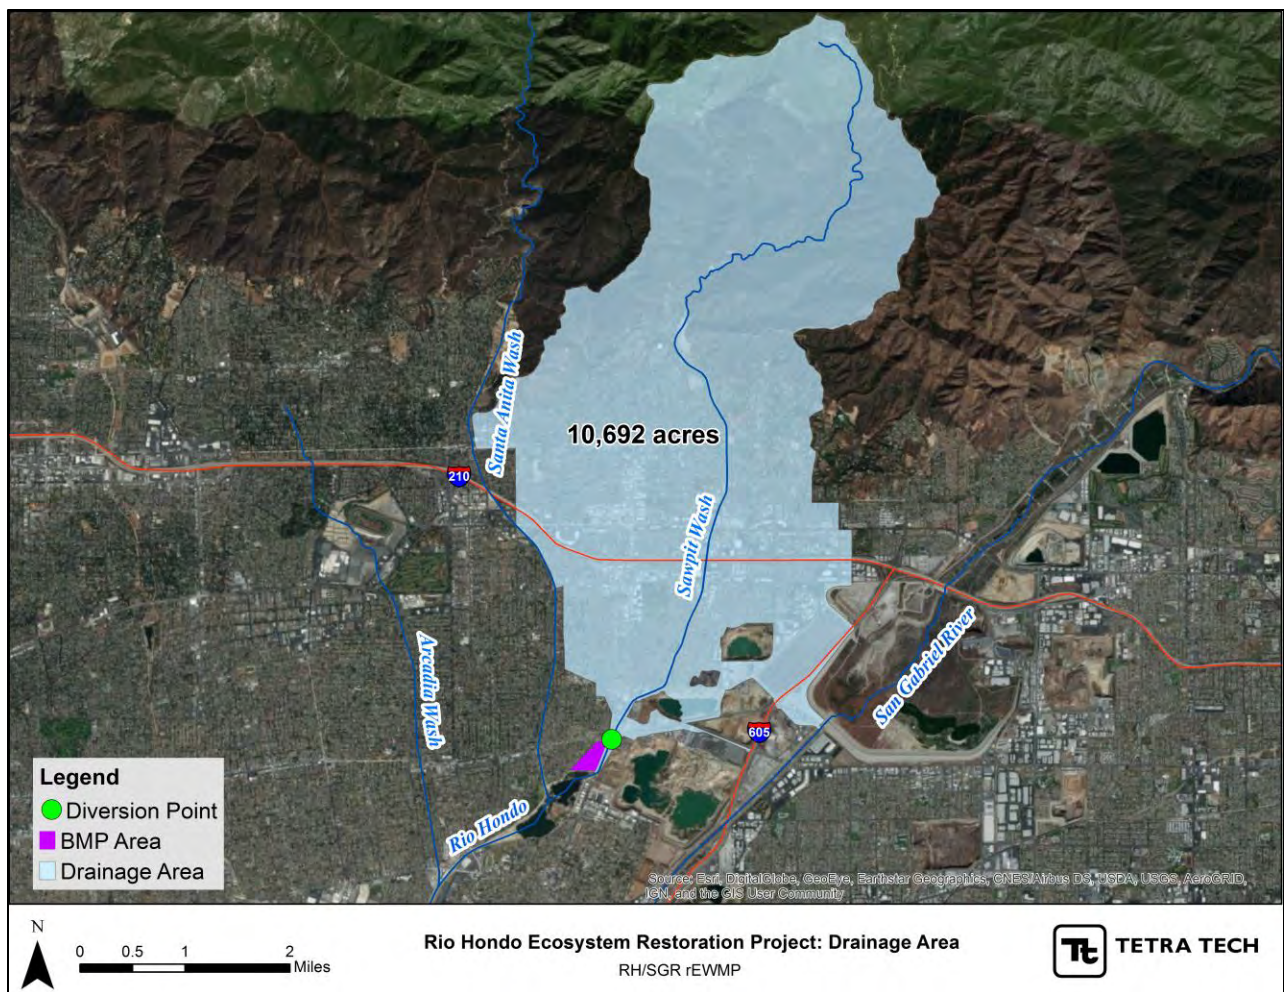 Santa Anita Wash
10,692 acres
210
Sawpit Wash
Arcadia Wash
San Gabriel River
605
Rio Hondo
Legend
Diversion Point
BMP Area
Drainage Area
Source: Esri, DigitalGlobe, GeoEye, Earthstar Geographics, CNES/Airbus DS, USDA, USGS, AeroGRID,
IGN, and the GIS User Community
N
0 0.5 1 2
Miles
Rio Hondo Ecosystem Restoration Project: Drainage Area
RH/SGR rEWMP
Tt TETRA TECH